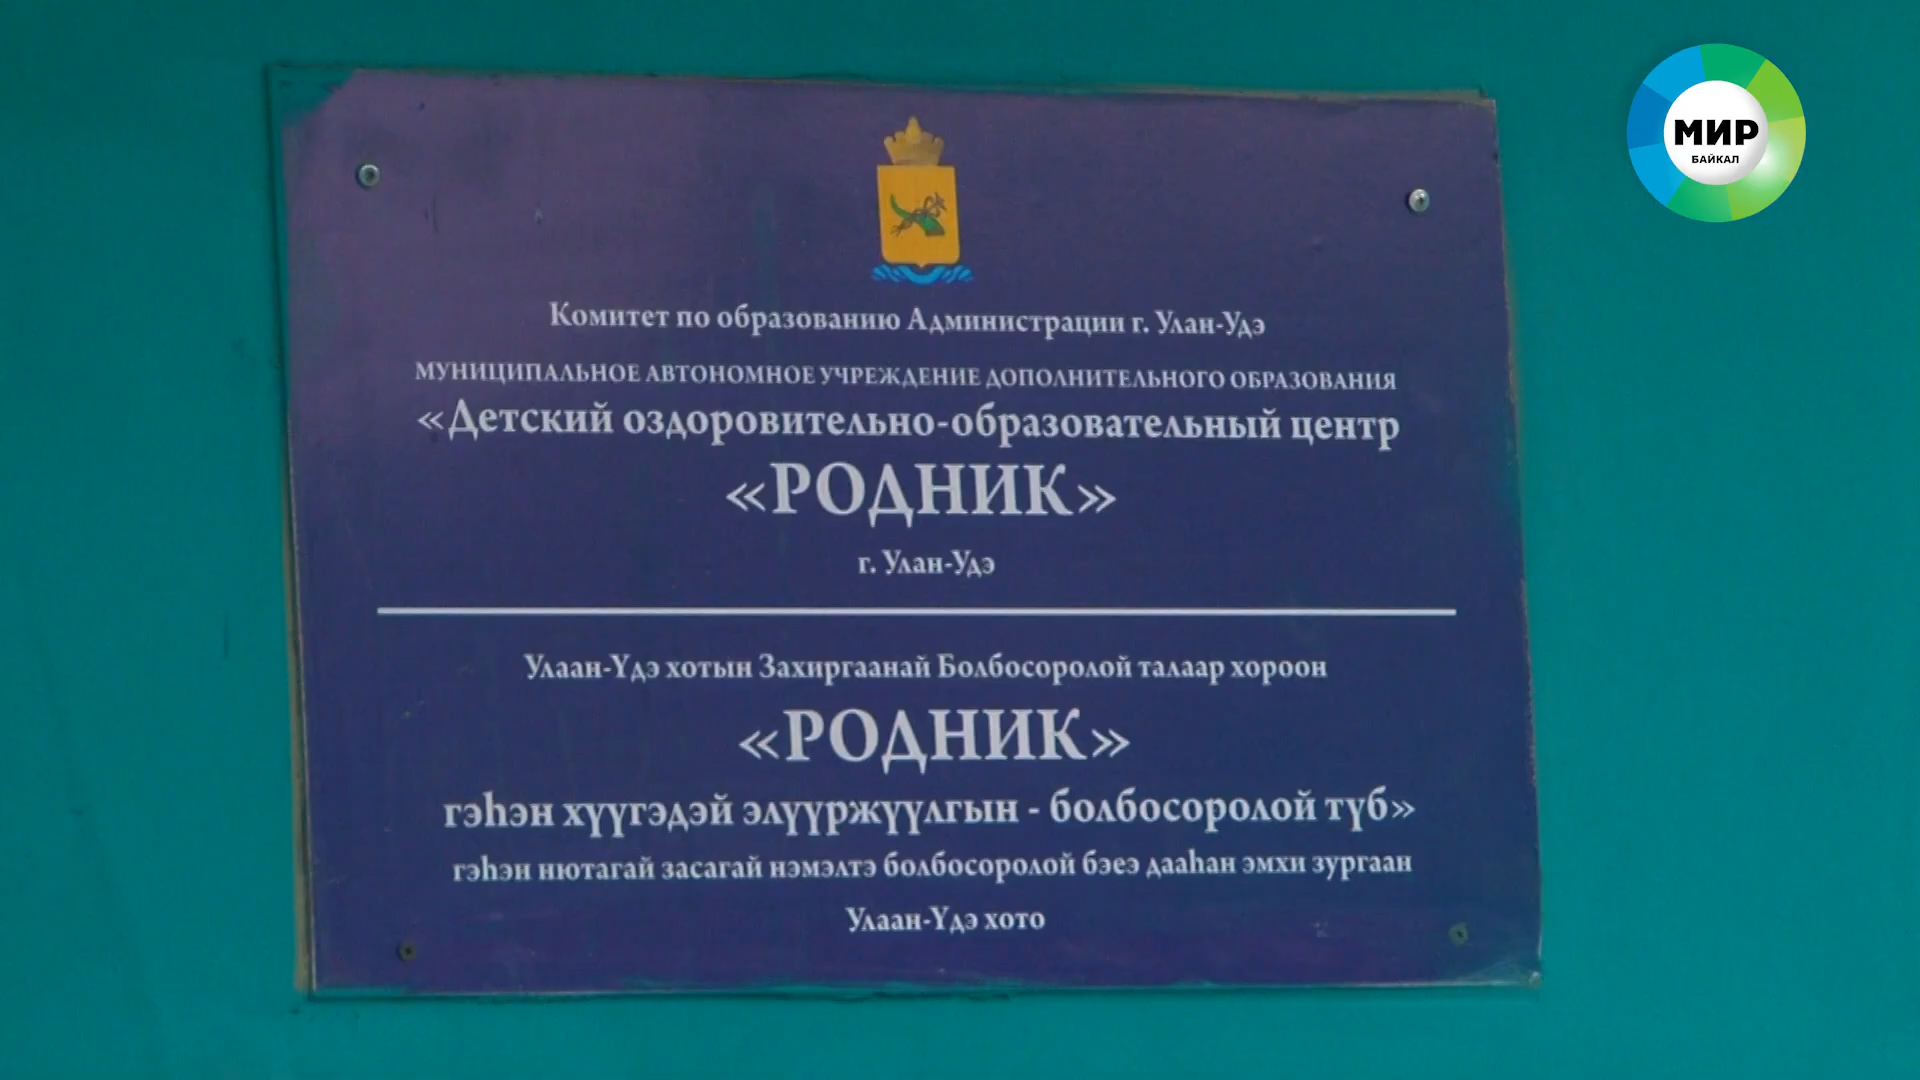 МИР
БАЙКАЛ
Комитет по образованию Администрации г. Улан-Удэ
МУНИЦИПАЛЬНОЕ АВТОНОМНОЕ УЧРЕЖДЕНИЕ ДОПОЛНИТЕЛЬНОГО ОБРАЗОВАНИЯ
«Детский оздоровительно-образовательный центр
«РОДНИК»
г. Улан-Удэ
Улаан-Үдэ хотын Захиргаанай Болбосоролой талаар хороон
«РОДНИК»
гэһэн хүүгэдэй элүүржүүлгын - болбосоролой түб»
гэһэн нютагай засагай нэмэлтэ болбосоролой бэеэ дааһан эмхи зургаан
Улаан-Үдэ хото